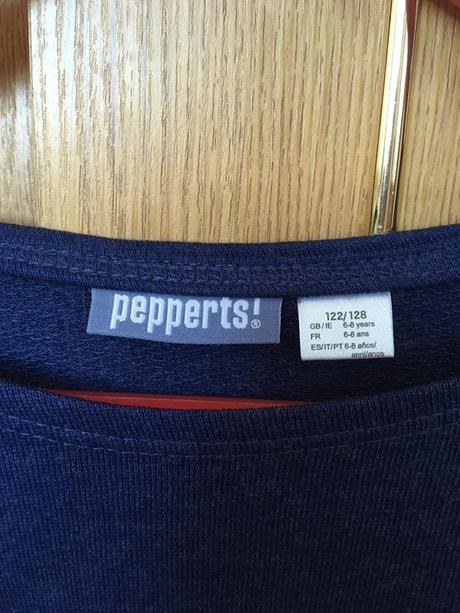 pepperts!®
122/128
GB/IE 6-8 years
FR 6-8 ans
ES/IT/PT 6-8 años/
anni/anos